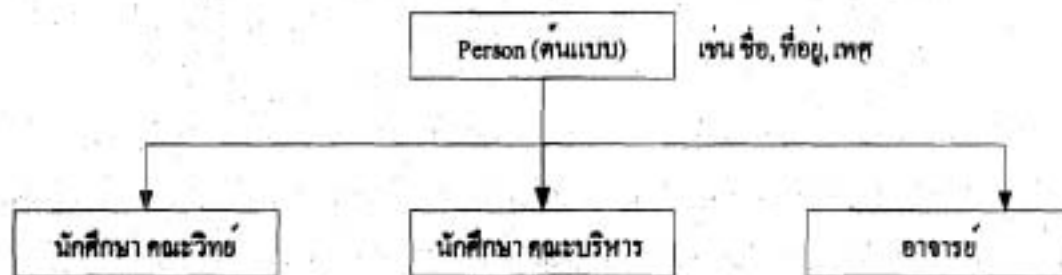 Person (ต้นแบบ)
เช่น ชื่อ, ที่อยู่, เพศ
นักศึกษา คณะวิทย์
นักศึกษา คณะบริหาร
อาจารย์